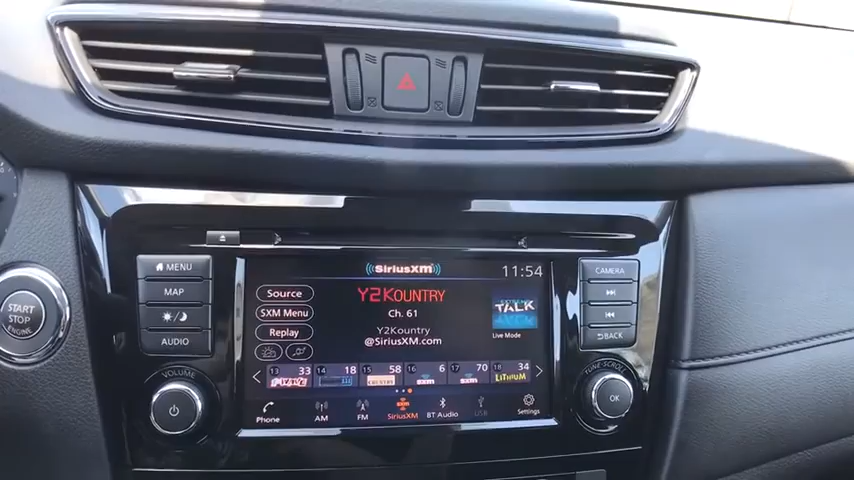 START
STOP
ENGINE
MENU
MAP
AUDIO
VOLUME
SiriusXM
11:54
CAMERA
BACK
TUNE·SCROLL
OK
Source
SXM Menu
Replay
Y2KOUNTRY
Ch. 61
Y2KOUNTRY
@SiriusXM.com
TALK
Live Mode
13 33
14 18
15 58
16 6
17 70
18 34
1st WAVE
LITHIUM
Phone
AM
FM
SiriusXM
BT Audio
USB
Settings